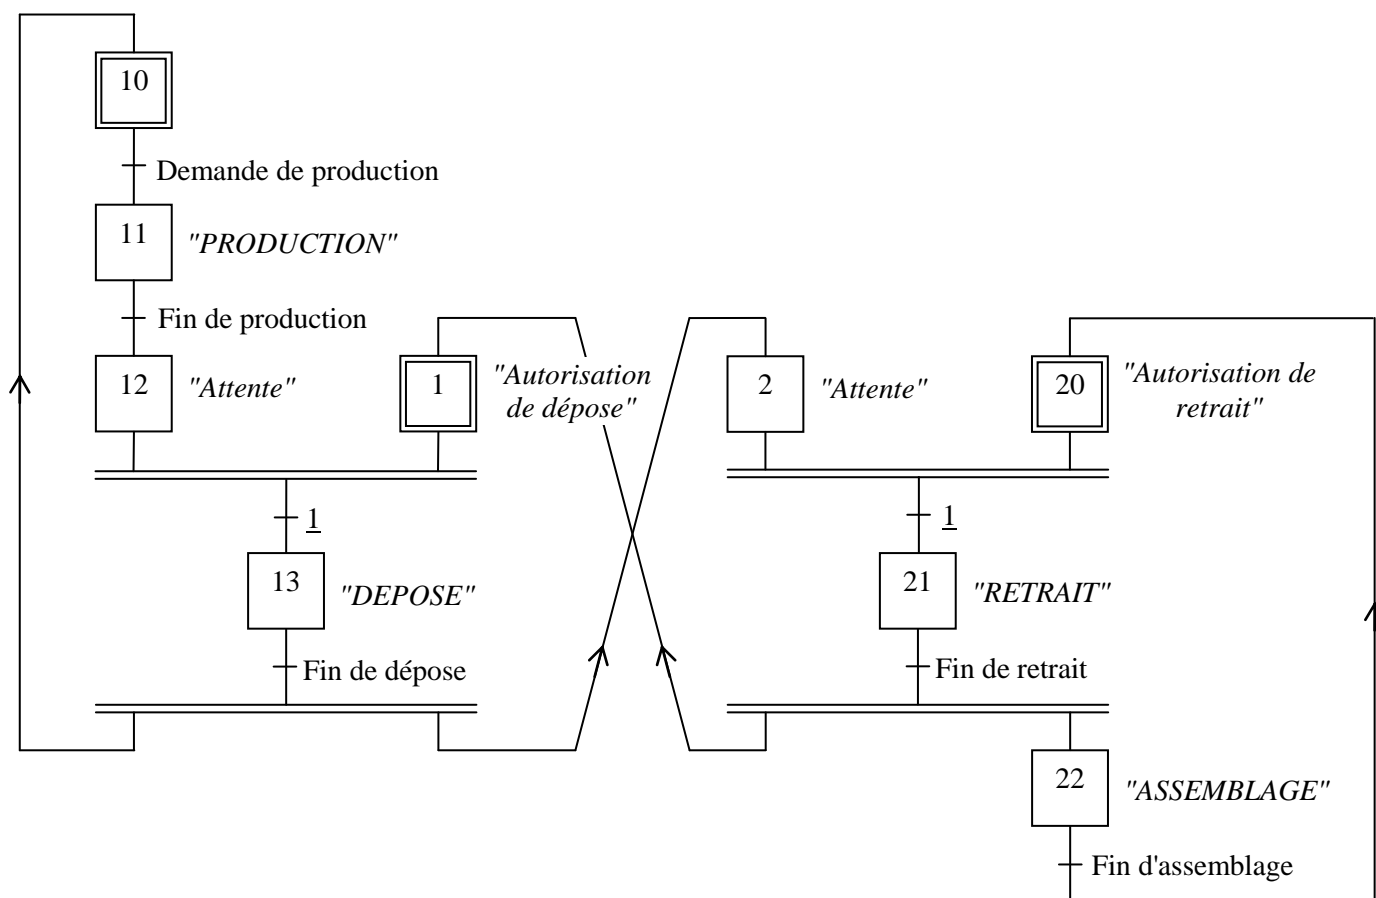 10
Demande de production
11 "PRODUCTION"
Fin de production
12 "Attente"
1 "Autorisation
de dépose"
2 "Attente"
20 "Autorisation de
retrait"
1
1
13 "DEPOSE"
21 "RETRAIT"
Fin de dépose
Fin de retrait
22 "ASSEMBLAGE"
Fin d'assemblage